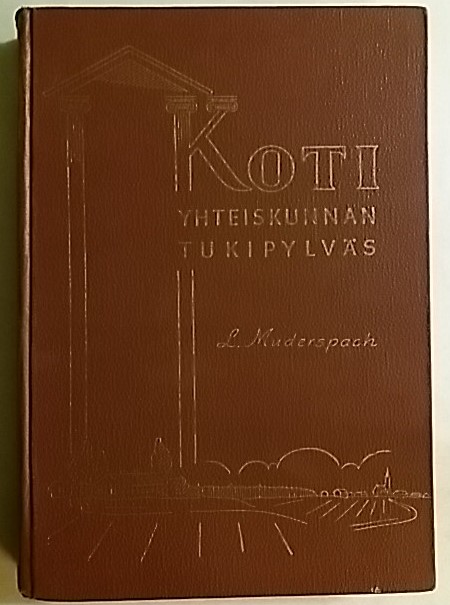 KOTI
YHTEISKUNNAN
TUKIPYLVÄS
L. Muderspach